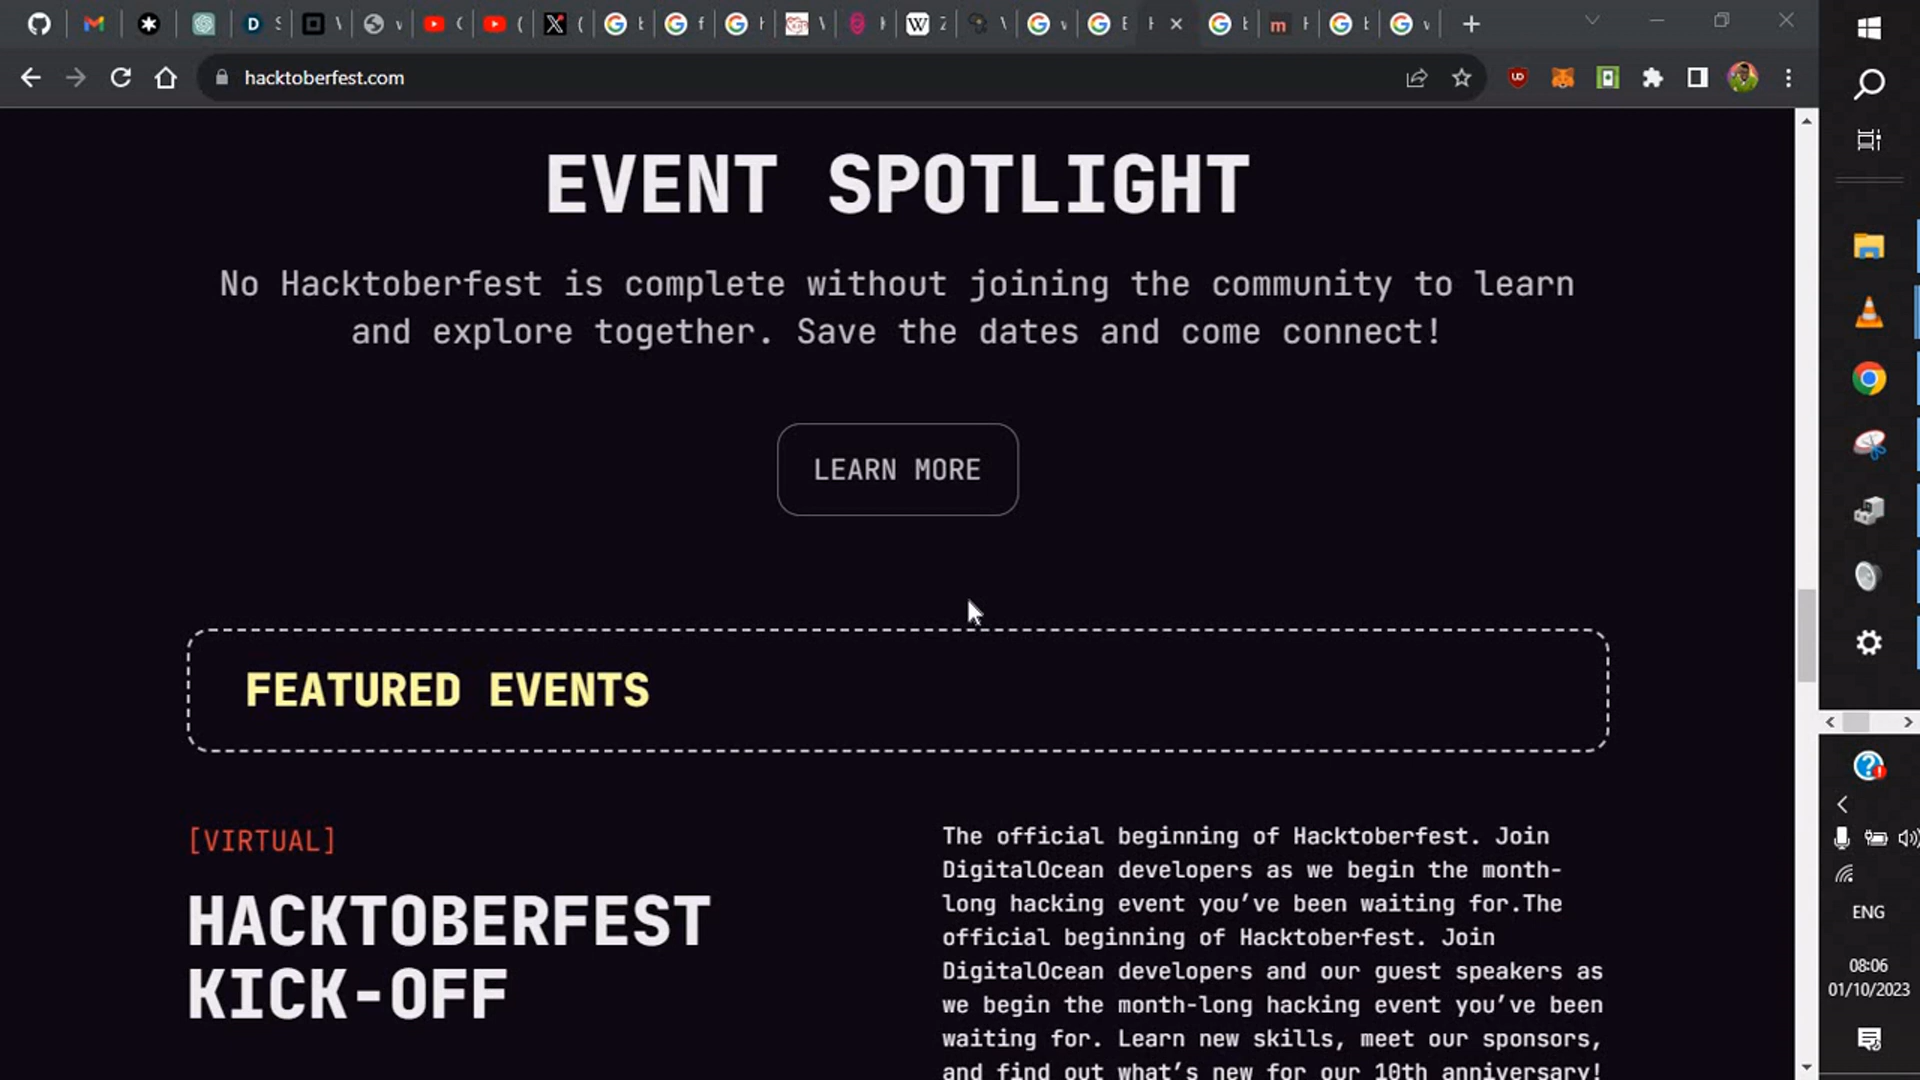 hacktoberfest.com
EVENT SPOTLIGHT
No Hacktoberfest is complete without joining the community to learn
and explore together. Save the dates and come connect!
LEARN MORE
FEATURED EVENTS
[VIRTUAL]
HACKTOBERFEST
KICK-OFF
The official beginning of Hacktoberfest. Join
DigitalOcean developers as we begin the month-
long hacking event you’ve been waiting for.The
official beginning of Hacktoberfest. Join
DigitalOcean developers and our guest speakers as
we begin the month-long hacking event you’ve been
waiting for. Learn new skills, meet our sponsors,
and find out what’s new for our 10th anniversary!
ENG
08:06
01/10/2023